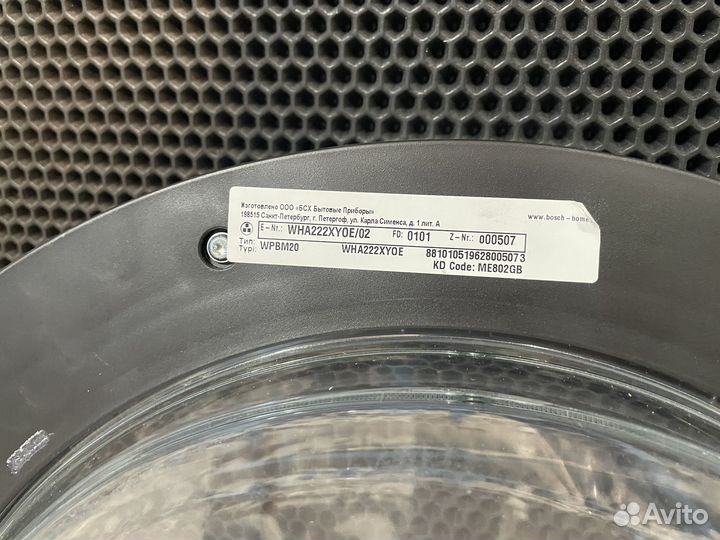 Изготовлено ООО «БСХ Бытовые Приборы»
198515 Санкт-Петербург, г. Петергоф, ул. Карла Сименса, д. 1 лит. А
www.bosch-home
E-Nr.: WHA222XYOE/02 FD: 0101 Z-Nr.: 000507
Тип: WPBM20 WHA222XYOE 881010519628005073
Typ: KD Code: ME802GB
Avito